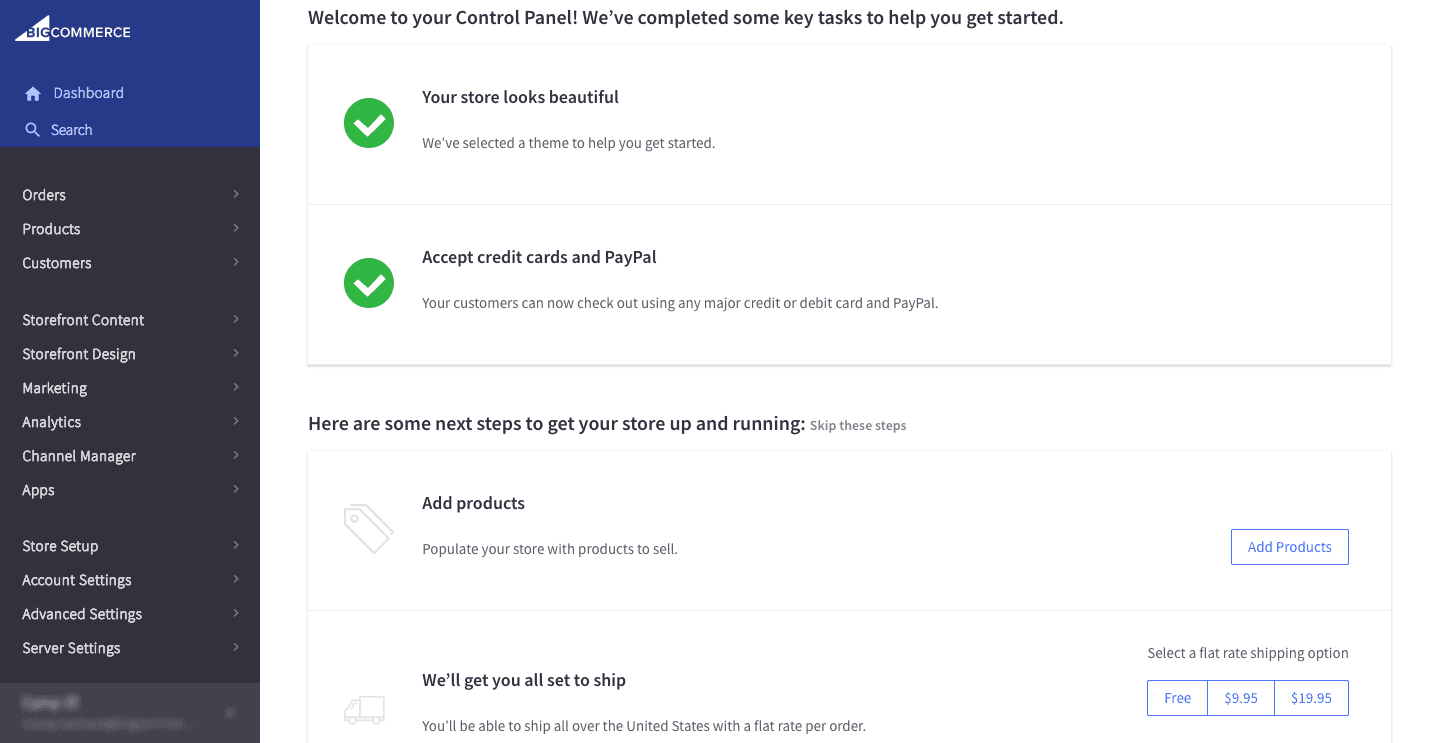 BIGCOMMERCE
Dashboard
Search
Orders
Products
Customers
Storefront Content
Storefront Design
Marketing
Analytics
Channel Manager
Apps
Store Setup
Account Settings
Advanced Settings
Server Settings
Welcome to your Control Panel! We’ve completed some key tasks to help you get started.
Your store looks beautiful
We've selected a theme to help you get started.
Accept credit cards and PayPal
Your customers can now check out using any major credit or debit card and PayPal.
Here are some next steps to get your store up and running: Skip these steps
Add products
Populate your store with products to sell.
Add Products
We’ll get you all set to ship
You’ll be able to ship all over the United States with a flat rate per order.
Select a flat rate shipping option
Free $9.95 $19.95